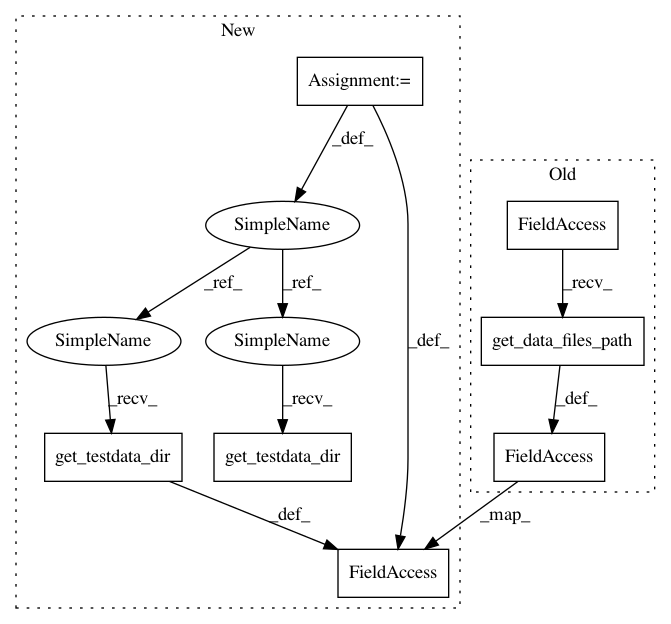 New
Assignment:=
_def_
Old
SimpleName
FieldAccess
_ref_
_ref_
_recv_
SimpleName
SimpleName
_def_
get_data_files_path
_recv_
_recv_
_def_
get_testdata_dir
get_testdata_dir
FieldAccess
_def_
_map_
FieldAccess